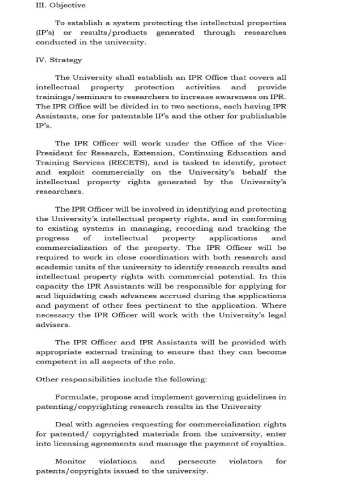 III. Objective
To establish a system protecting the intellectual properties
(IP's) or results/products generated through researches
conducted in the university.
IV. Strategy
The University shall establish an IPR Office that covers all
intellectual property protection activities and provide
trainings/seminars to researchers to increase awareness on IPR.
The IPR Office will be divided in to two sections, each having IPR
Assistants, one for patentable IP's and the other for publishable
IP's.
The IPR Officer will work under the Office of the Vice-
President for Research, Extension, Continuing Education and
Training Services (RECETS), and is tasked to identify, protect
and exploit commercially on the University's behalf the
intellectual property rights generated by the University's
researchers.
The IPR Officer will be involved in identifying and protecting
the University's intellectual property rights, and in conforming
to existing systems in managing, recording and tracking the
progress of intellectual property applications and
commercialization of the property. The IPR Officer will be
required to work in close coordination with both research and
academic units of the university to identify research results and
intellectual property rights with commercial potential. In this
capacity the IPR Assistants will be responsible for applying for
and liquidating cash advances accrued during the applications
and payment of other fees pertinent to the application. Where
necessary the IPR Officer will work with the University's legal
advisers.
The IPR Officer and IPR Assistants will be provided with
appropriate external training to ensure that they can become
competent in all aspects of the role.
Other responsibilities include the following:
Formulate, propose and implement governing guidelines in
patenting/copyrighting research results in the University
Deal with agencies requesting for commercialization rights
for patented/ copyrighted materials from the university, enter
into licensing agreements and manage the payment of royalties.
Monitor violations and persecute violators for
patents/copyrights issued to the university.